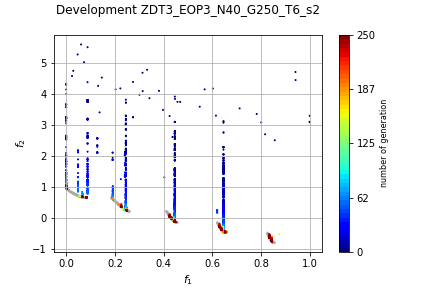 Development ZDT3_EOP3_N40_G250_T6_s2
5
4
3
2
1
0
−1
f₂
0.0 0.2 0.4 0.6 0.8 1.0
f₁
250
187
125
62
0
number of generation